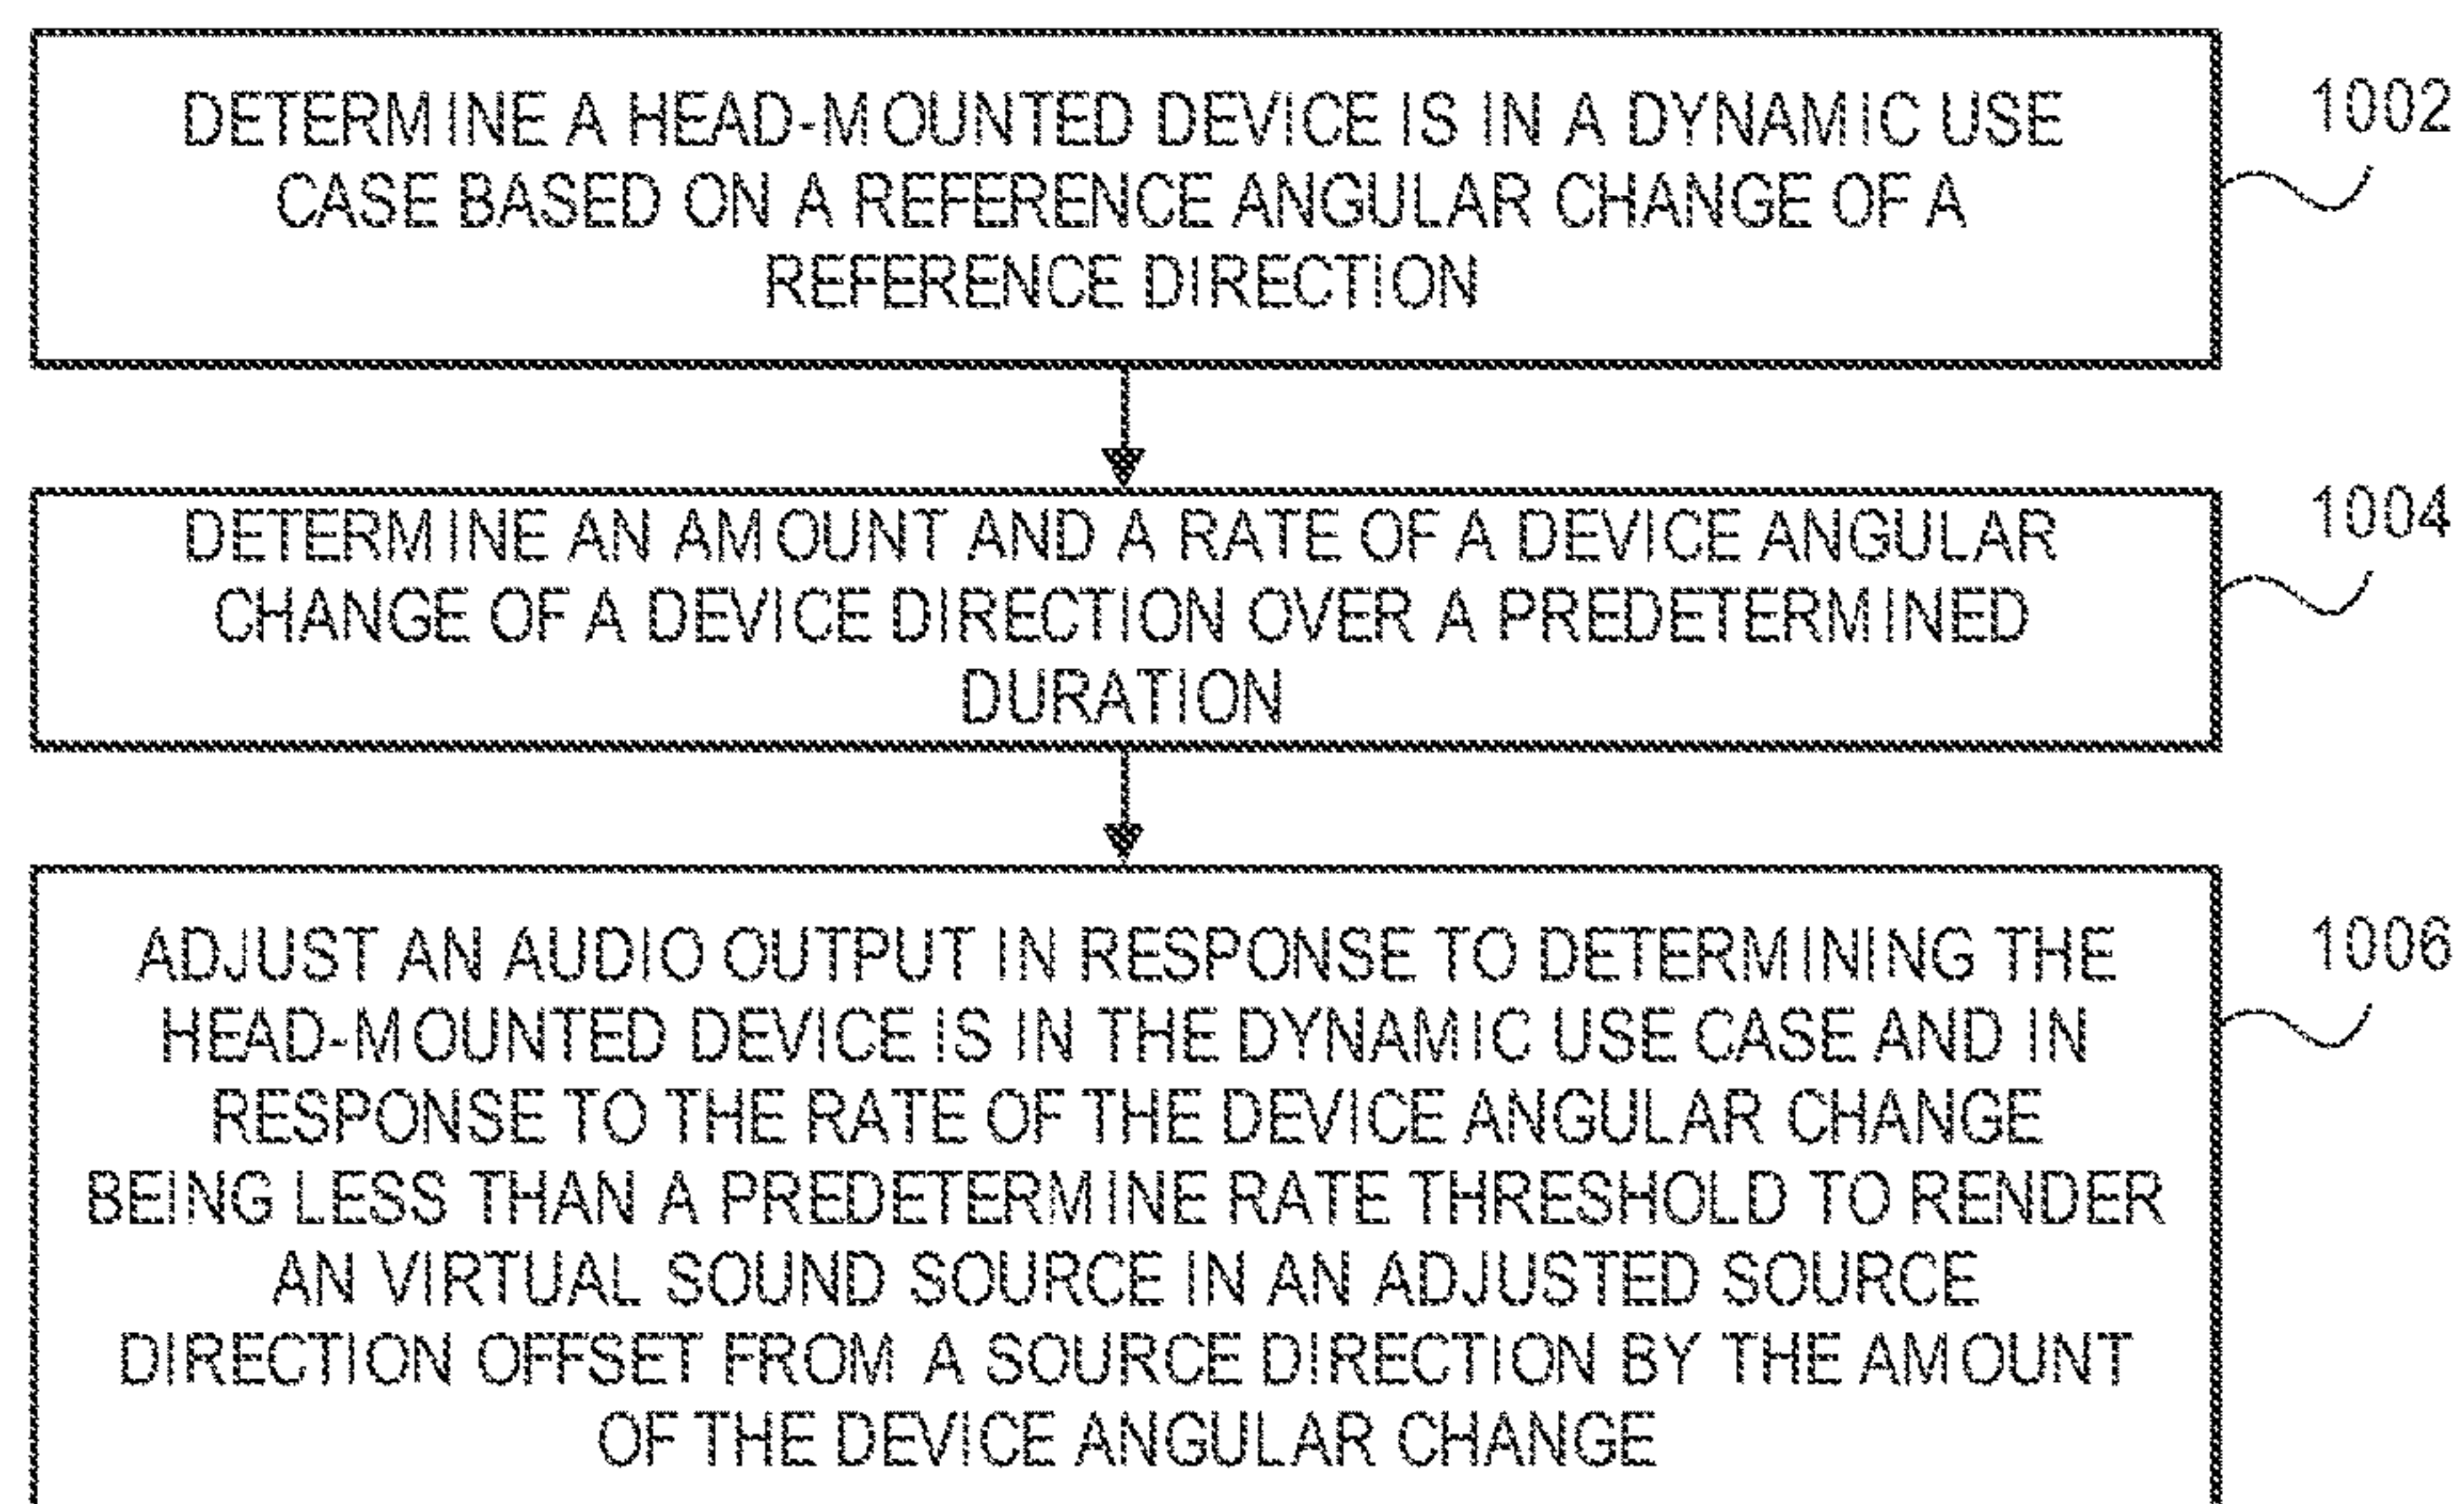 DETERMINE A HEAD-MOUNTED DEVICE IS IN A DYNAMIC USE
CASE BASED ON A REFERENCE ANGULAR CHANGE OF A
REFERENCE DIRECTION
1002
DETERMINE AN AMOUNT AND A RATE OF A DEVICE ANGULAR
CHANGE OF A DEVICE DIRECTION OVER A PREDETERMINED
DURATION
1004
ADJUST AN AUDIO OUTPUT IN RESPONSE TO DETERMINING THE
HEAD-MOUNTED DEVICE IS IN THE DYNAMIC USE CASE AND IN
RESPONSE TO THE RATE OF THE DEVICE ANGULAR CHANGE
BEING LESS THAN A PREDETERMINE RATE THRESHOLD TO RENDER
AN VIRTUAL SOUND SOURCE IN AN ADJUSTED SOURCE
DIRECTION OFFSET FROM A SOURCE DIRECTION BY THE AMOUNT
OF THE DEVICE ANGULAR CHANGE
1006